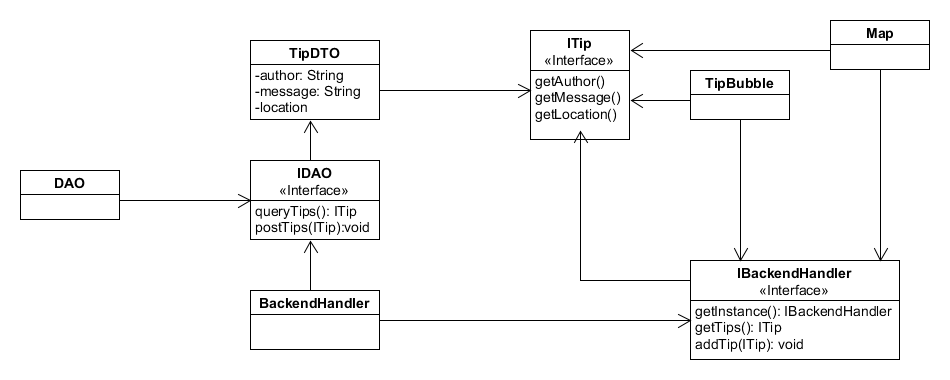 TipDTO
-author: String
-message: String
-location
ITip
«Interface»
getAuthor()
getMessage()
getLocation()
Map
TipBubble
DAO
IDAO
«Interface»
queryTips(): ITip
postTips(ITip):void
BackendHandler
IBackendHandler
«Interface»
getInstance(): IBackendHandler
getTips(): ITip
addTip(ITip): void